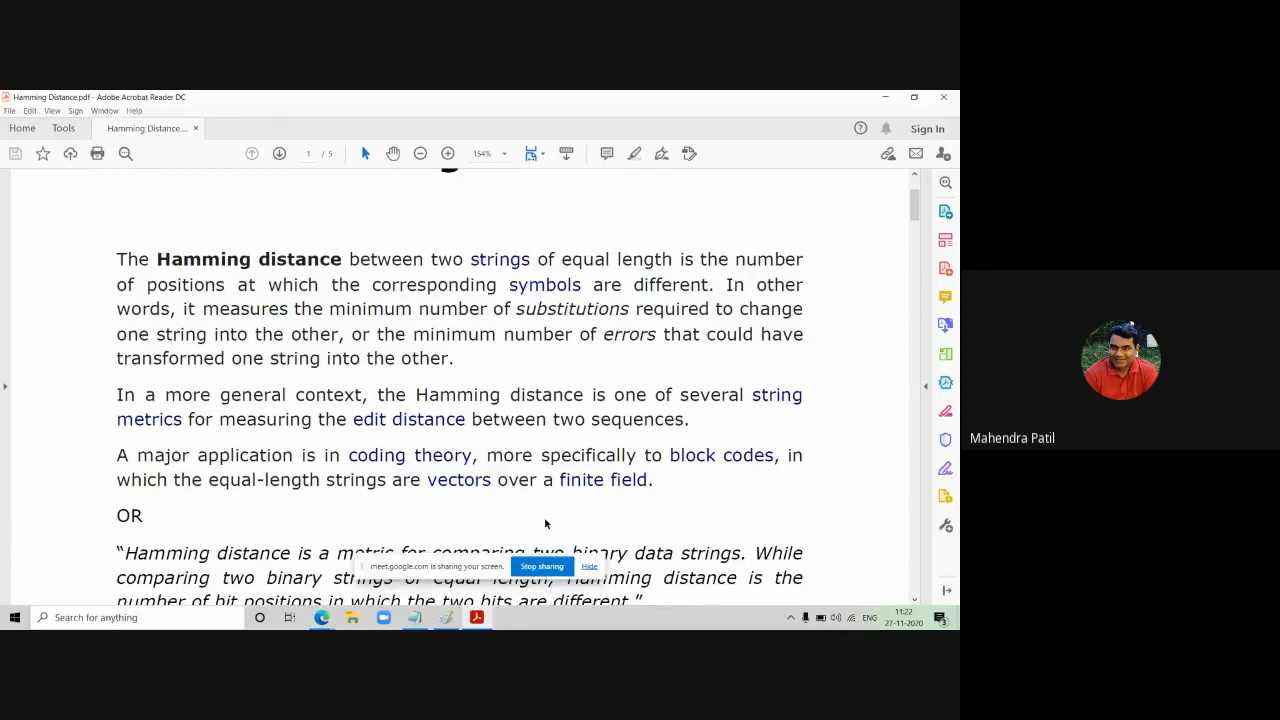 Hamming Distance.pdf - Adobe Acrobat Reader DC
File Edit View Sign Window Help
Home Tools Hamming Distance.... × Sign In
1 / 5 154%
The Hamming distance between two strings of equal length is the number
of positions at which the corresponding symbols are different. In other
words, it measures the minimum number of substitutions required to change
one string into the other, or the minimum number of errors that could have
transformed one string into the other.
In a more general context, the Hamming distance is one of several string
metrics for measuring the edit distance between two sequences.
A major application is in coding theory, more specifically to block codes, in
which the equal-length strings are vectors over a finite field.
OR
“Hamming distance is a metric for comparing two binary data strings. While
comparing two binary strings of equal length, Hamming distance is the
number of bit positions in which the two bits are different.”
meet.google.com is sharing your screen. Stop sharing Hide
Search for anything
ENG 11:22
27-11-2020
3
Mahendra Patil